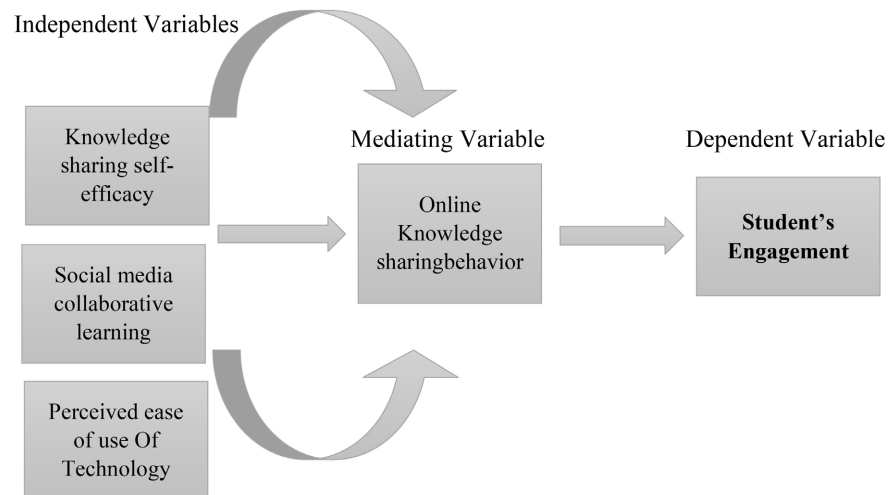 Independent Variables
Knowledge
sharing self-
efficacy
Social media
collaborative
learning
Perceived ease
of use Of
Technology
Mediating Variable
Online
Knowledge
sharingbehavior
Dependent Variable
Student’s
Engagement